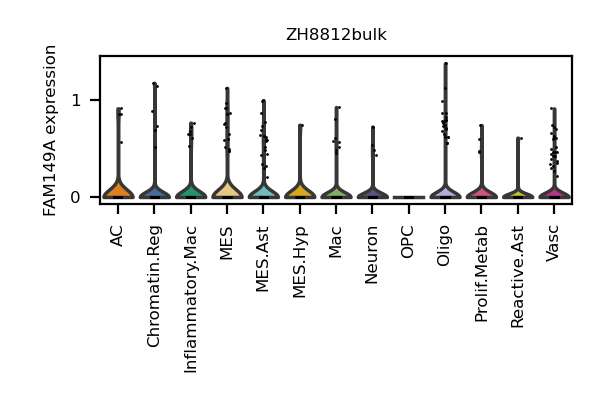 ZH8812bulk
FAM149A expression
1
0
AC
Chromatin.Reg
Inflammatory.Mac
MES
MES.Ast
MES.Hyp
Mac
Neuron
OPC
Oligo
Prolif.Metab
Reactive.Ast
Vasc